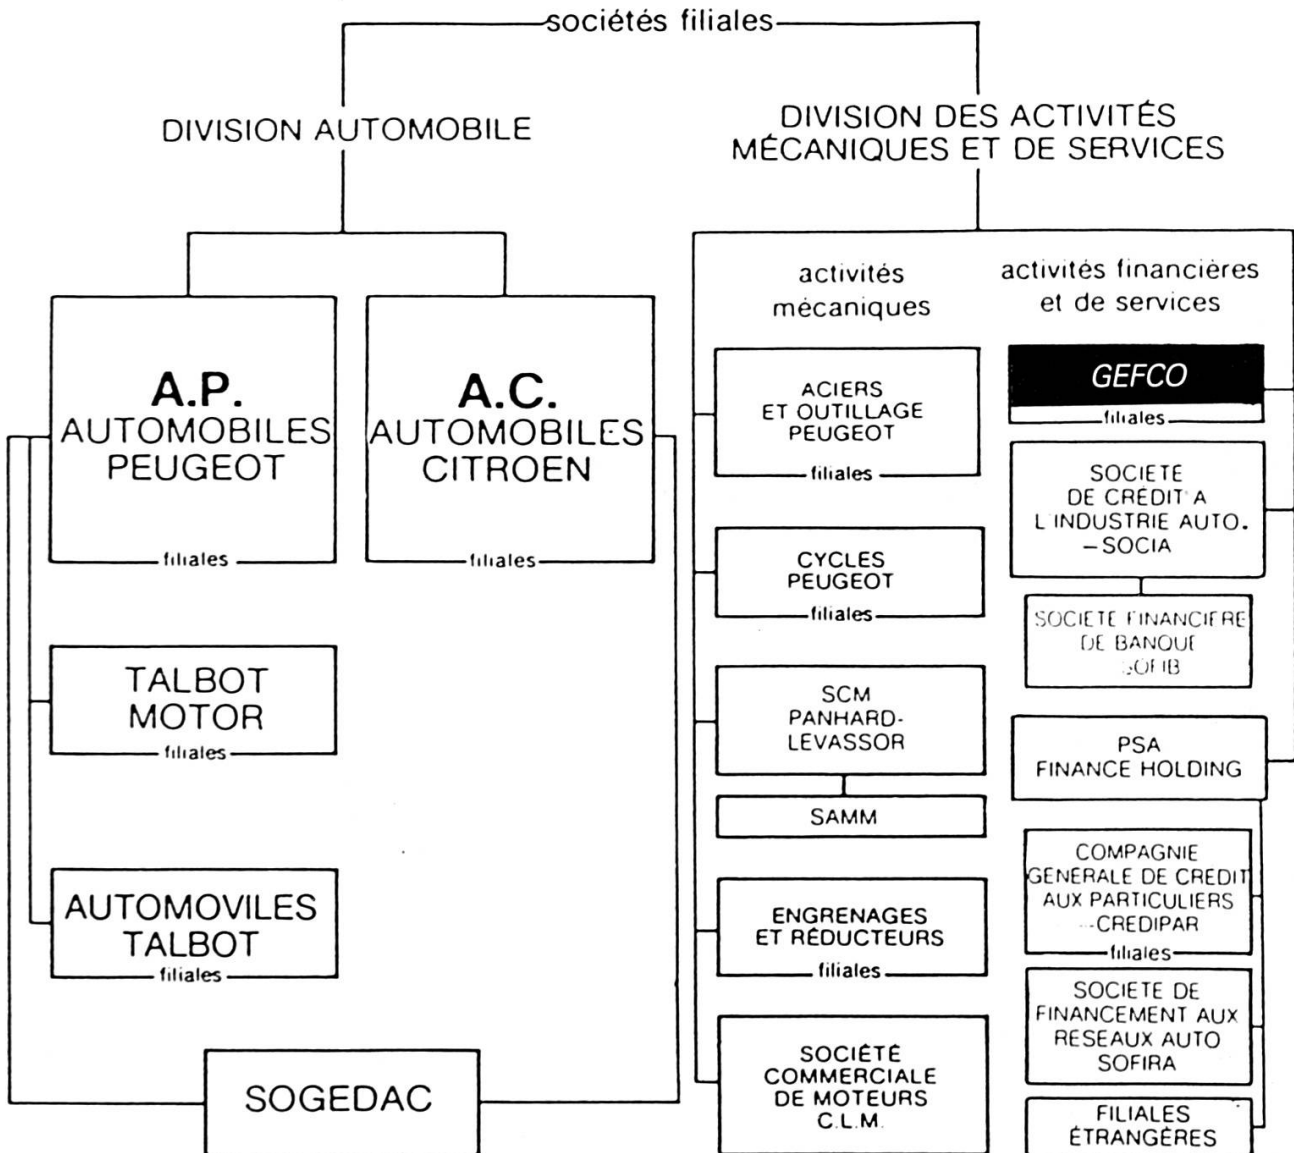 sociétés filiales
DIVISION AUTOMOBILE
A.P.
AUTOMOBILES
PEUGEOT
filiales
A.C.
AUTOMOBILES
CITROEN
filiales
TALBOT
MOTOR
filiales
AUTOMOVILES
TALBOT
filiales
SOGEDAC
DIVISION DES ACTIVITÉS
MÉCANIQUES ET DE SERVICES
activités
mécaniques
ACIERS
ET OUTILLAGE
PEUGEOT
filiales
CYCLES
PEUGEOT
filiales
SCM
PANHARD-
LEVASSOR
SAMM
ENGRENAGES
ET RÉDUCTEURS
filiales
SOCIÉTÉ
COMMERCIALE
DE MOTEURS
C.L.M.
activités financières
et de services
GEFCO
filiales
SOCIETE
DE CRÉDIT A
L'INDUSTRIE AUTO.
– SOCIA
SOCIETE FINANCIERE
DE BANQUE
SOFIB
PSA
FINANCE HOLDING
COMPAGNIE
GENÉRALE DE CREDIT
AUX PARTICULIERS
- CREDIPAR
filiales
SOCIETE DE
FINANCEMENT AUX
RESEAUX AUTO
SOFIRA
FILIALES
ÉTRANGÈRES